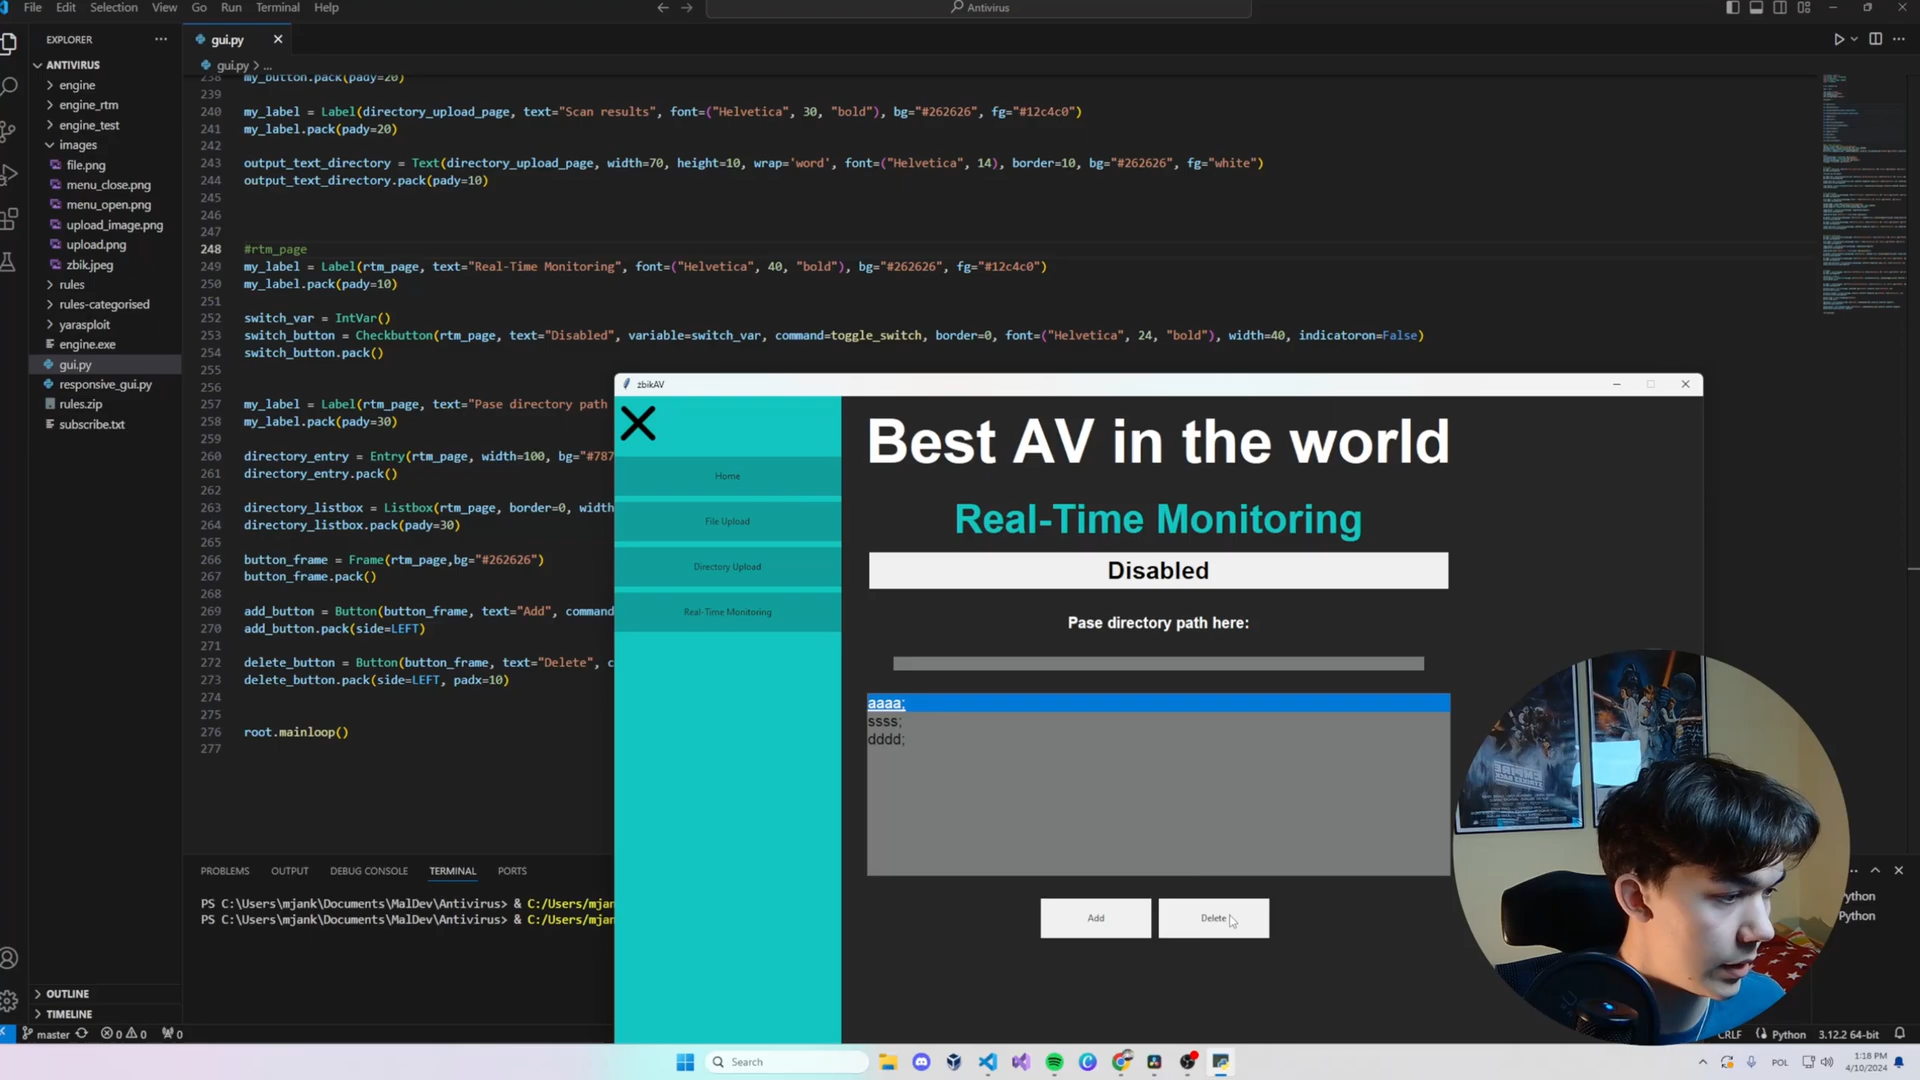 File Edit Selection View Go Run Terminal Help
Antivirus
EXPLORER
gui.py
ANTIVIRUS
engine
engine_rtm
engine_test
images
file.png
menu_close.png
menu_open.png
upload_image.png
upload.png
zbik.jpeg
rules
rules-categorised
yarasploit
engine.exe
gui.py
responsive_gui.py
rules.zip
subscribe.txt
OUTLINE
TIMELINE
gui.py > ...
238 my_button.pack(pady=20)
239
240 my_label = Label(directory_upload_page, text="Scan results", font=("Helvetica", 30, "bold"), bg="#262626", fg="#12c4c0")
241 my_label.pack(pady=20)
242
243 output_text_directory = Text(directory_upload_page, width=70, height=10, wrap='word', font=("Helvetica", 14), border=10, bg="#262626", fg="white")
244 output_text_directory.pack(pady=10)
245
246
247
248 #rtm_page
249 my_label = Label(rtm_page, text="Real-Time Monitoring", font=("Helvetica", 40, "bold"), bg="#262626", fg="#12c4c0")
250 my_label.pack(pady=10)
251
252 switch_var = IntVar()
253 switch_button = Checkbutton(rtm_page, text="Disabled", variable=switch_var, command=toggle_switch, border=0, font=("Helvetica", 24, "bold"), width=40, indicatoron=False)
254 switch_button.pack()
255
256
257 my_label = Label(rtm_page, text="Pase directory path
258 my_label.pack(pady=30)
259
260 directory_entry = Entry(rtm_page, width=100, bg="#787
261 directory_entry.pack()
262
263 directory_listbox = Listbox(rtm_page, border=0, width
264 directory_listbox.pack(pady=30)
265
266 button_frame = Frame(rtm_page,bg="#262626")
267 button_frame.pack()
268
269 add_button = Button(button_frame, text="Add", command
270 add_button.pack(side=LEFT)
271
272 delete_button = Button(button_frame, text="Delete", c
273 delete_button.pack(side=LEFT, padx=10)
274
275
276 root.mainloop()
277
PROBLEMS OUTPUT DEBUG CONSOLE TERMINAL PORTS
PS C:\Users\mjank\Documents\MalDev\Antivirus> & C:/Users/mjan
PS C:\Users\mjank\Documents\MalDev\Antivirus> & C:/Users/mjan
ython
Python
zbikAV
Home
File Upload
Directory Upload
Real-Time Monitoring
Best AV in the world
Real-Time Monitoring
Disabled
Pase directory path here:
aaaa;
ssss;
dddd;
Add
Delete
EMPIRE
master 0 0 0
CRLF Python 3.12.2 64-bit
Search
POL
1:18 PM
4/10/2024